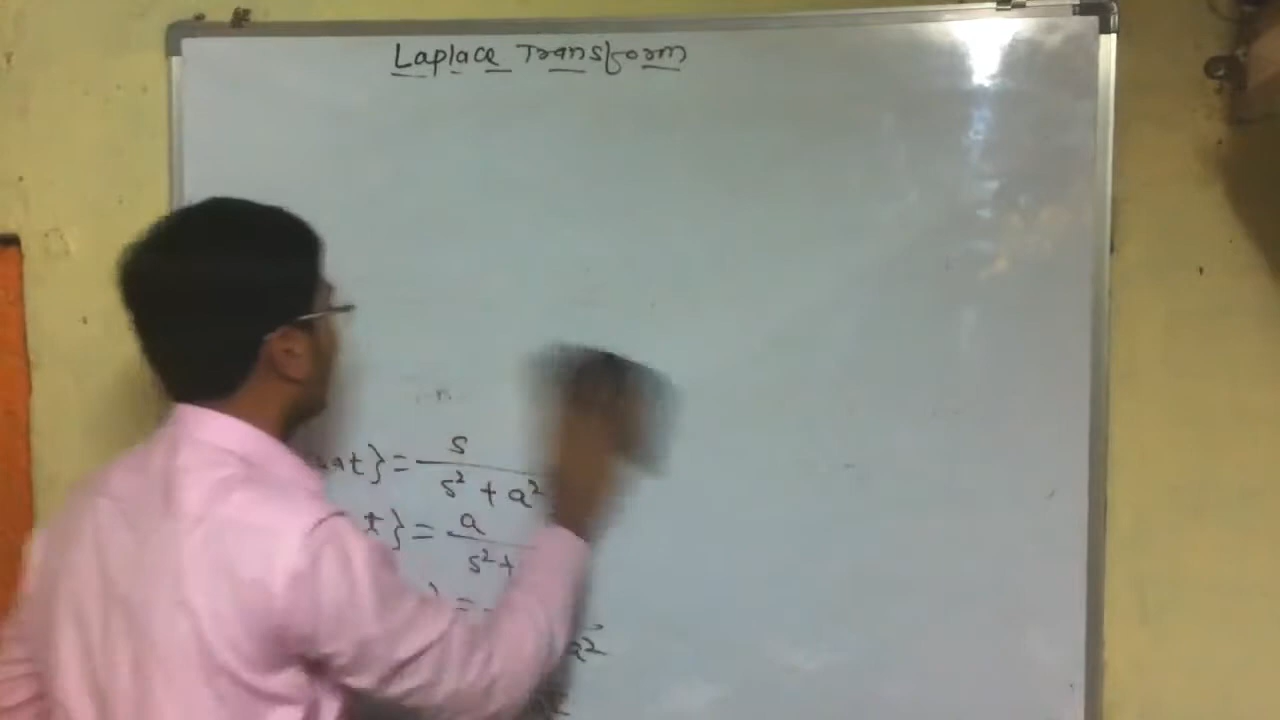 Laplace Transform
at} = s / s² + a²
t} = a / s² +
} =
a²